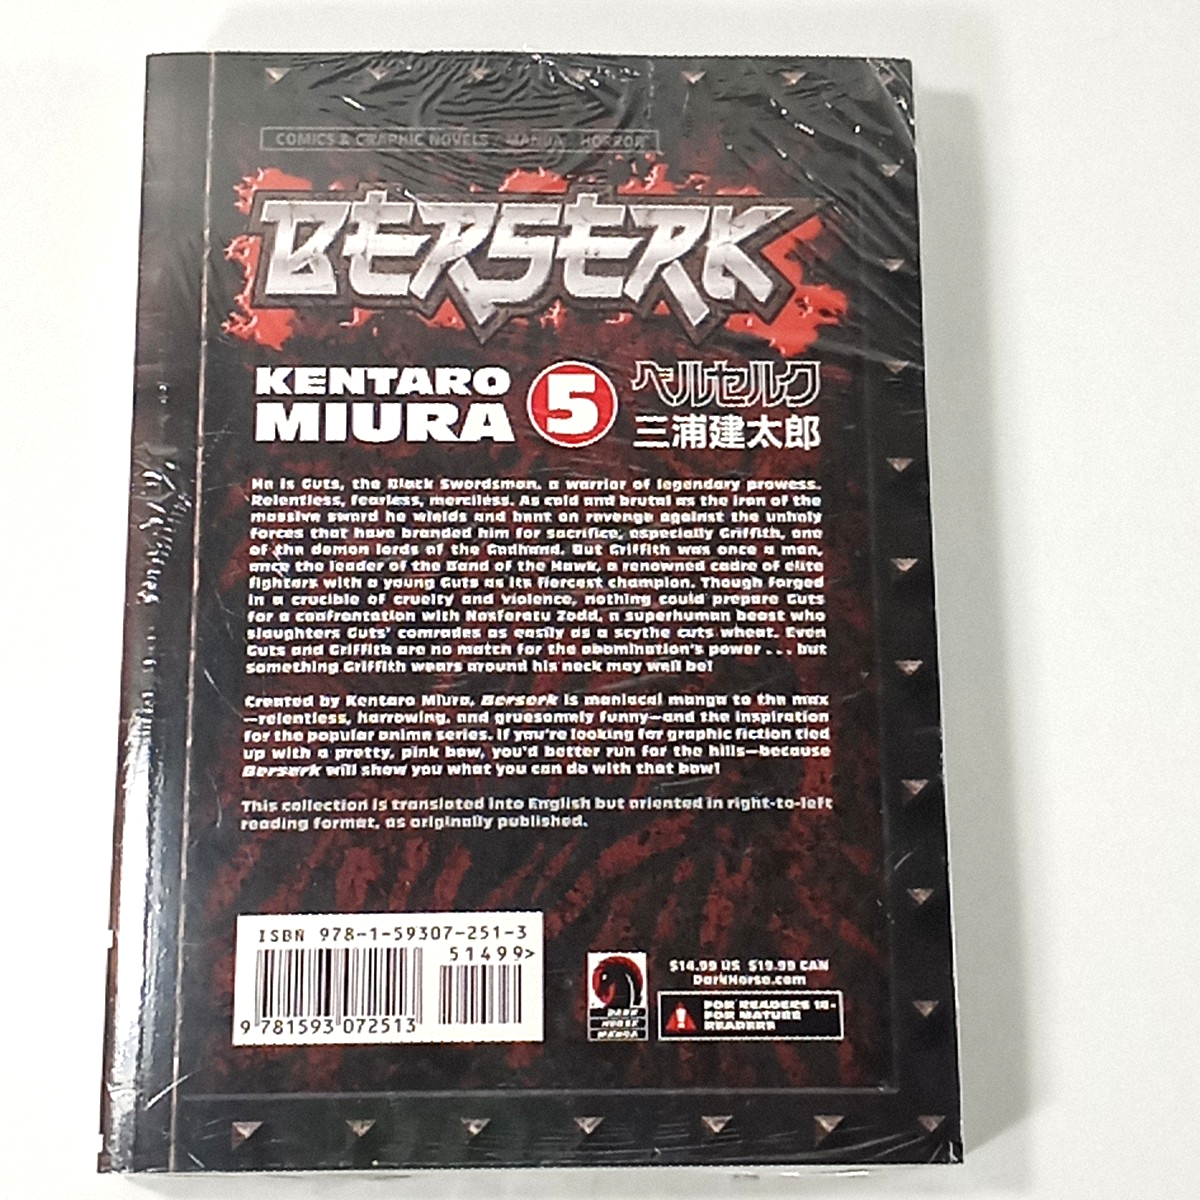 COMICS & GRAPHIC NOVELS / MANGA / HORROR
BERSERK
KENTARO
MIURA
5
ベルセルク
三浦建太郎
He is Guts, the Black Swordsman, a warrior of legendary prowess.
Relentless, fearless, merciless. As cold and brutal as the iron of the
massive sword he wields and bent on revenge against the unholy
forces that have branded him for sacrifice, especially Griffith, one
of the demon lords of the Godhand. But Griffith was once a man,
once the leader of the Band of the Hawk, a renowned cadre of elite
fighters with a young Guts as its fiercest champion. Though forged
in a crucible of cruelty and violence, nothing could prepare Guts
for a confrontation with Nosferatu Zodd, a superhuman beast who
slaughters Guts' comrades as easily as a scythe cuts wheat. Even
Guts and Griffith are no match for the abomination's power . . . but
something Griffith wears around his neck may well be!
Created by Kentaro Miura, Berserk is maniacal manga to the max
—relentless, harrowing, and gruesomely funny—and the inspiration
for the popular anime series. If you're looking for graphic fiction tied
up with a pretty, pink bow, you'd better run for the hills—because
Berserk will show you what you can do with that bow!
This collection is translated into English but oriented in right-to-left
reading format, as originally published.
ISBN 978-1-59307-251-3
51499>
9 781593 072513
DARK
HORSE
MANGA
$14.99 US $19.99 CAN
DarkHorse.com
FOR READERS 18+
FOR MATURE
READERS